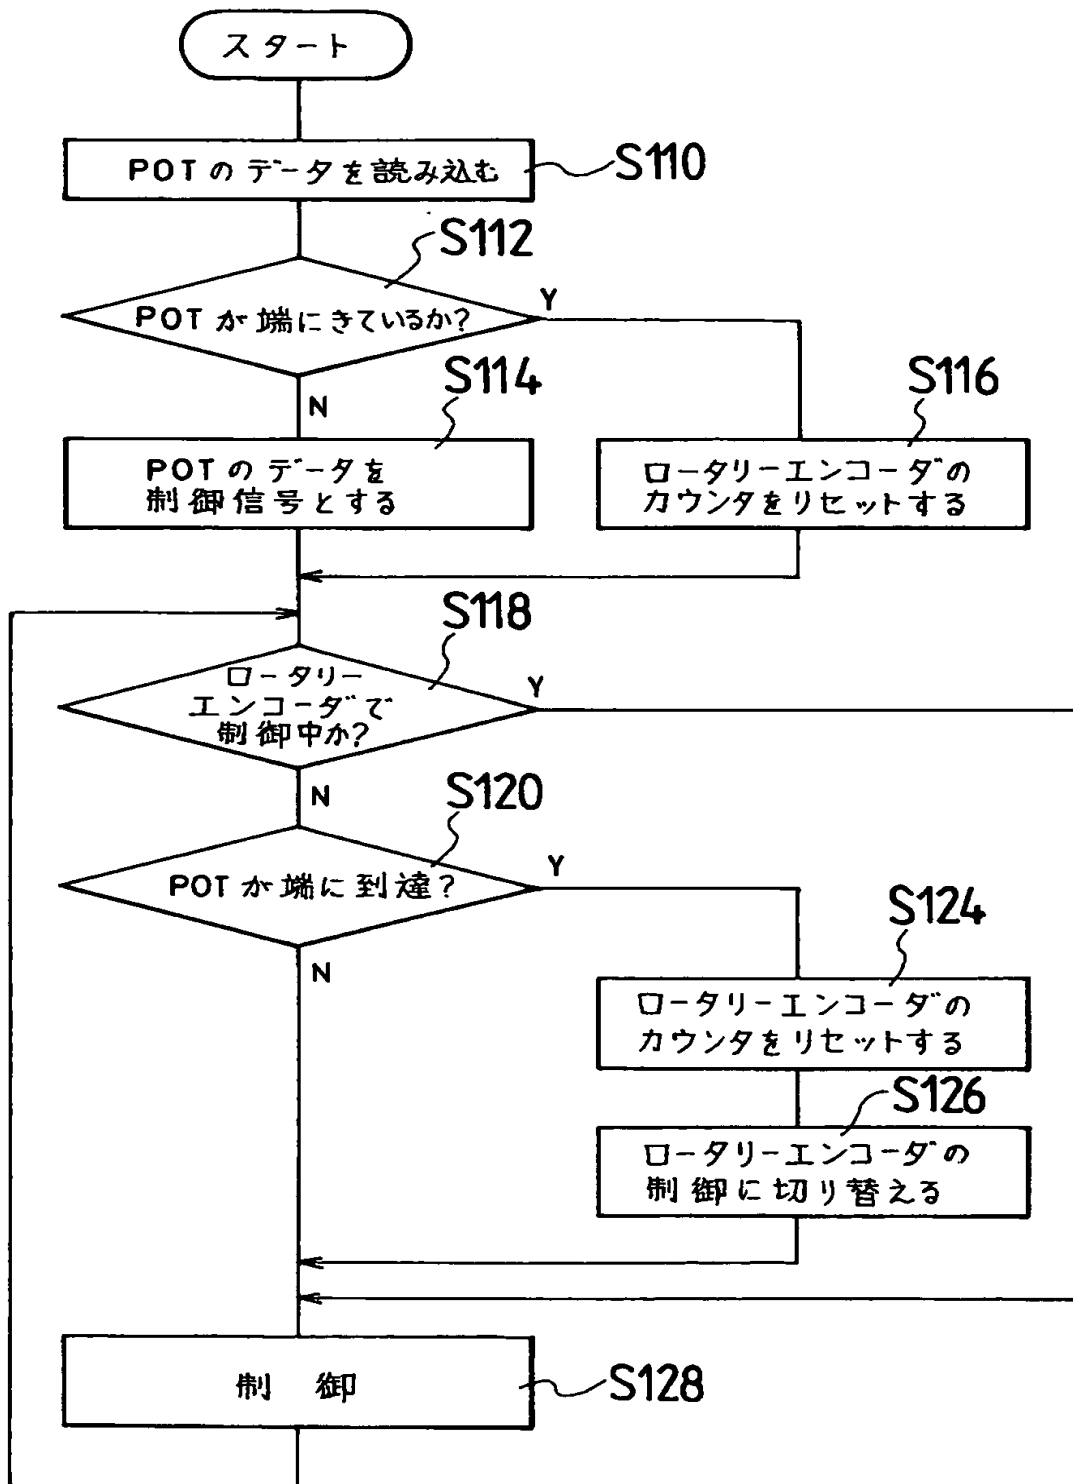 スタート
POTのデータを読み込む
S110
S112
POTが端にきているか?
Y
N
S114
S116
POTのデータを
制御信号とする
ロータリーエンコーダの
カウンタをリセットする
S118
ロータリー
エンコーダで
制御中か?
Y
N
S120
POTが端に到達?
Y
N
S124
ロータリーエンコーダの
カウンタをリセットする
S126
ロータリーエンコーダの
制御に切り替える
制御
S128